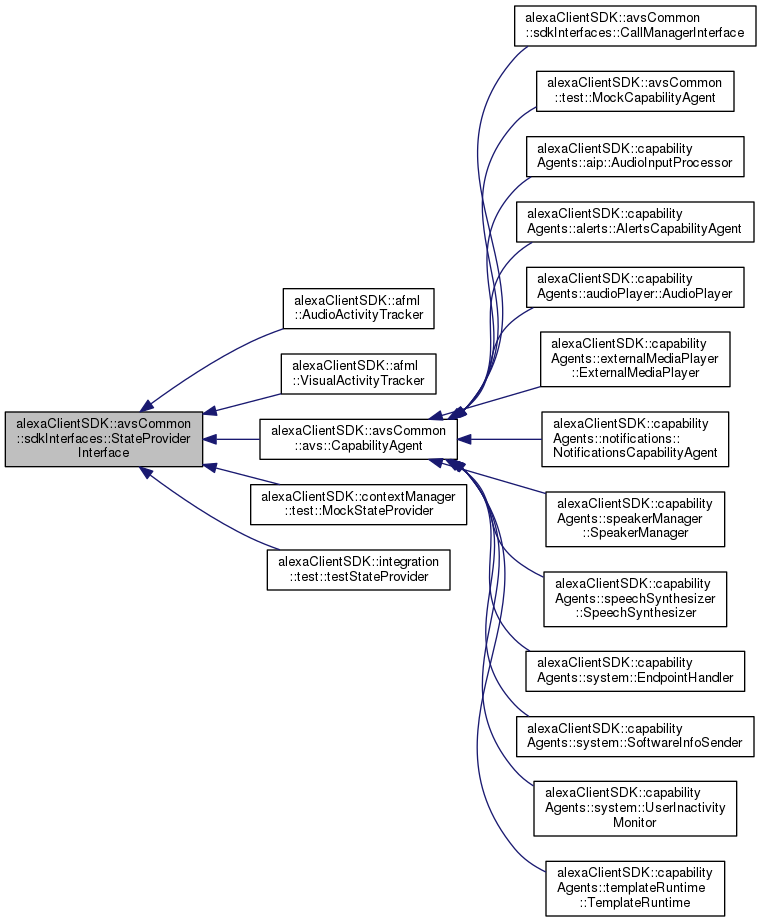 alexaClientSDK::avsCommon
::sdkInterfaces::CallManagerInterface
alexaClientSDK::avsCommon
::test::MockCapabilityAgent
alexaClientSDK::capability
Agents::aip::AudioInputProcessor
alexaClientSDK::capability
Agents::alerts::AlertsCapabilityAgent
alexaClientSDK::capability
Agents::audioPlayer::AudioPlayer
alexaClientSDK::afml
::AudioActivityTracker
alexaClientSDK::capability
Agents::externalMediaPlayer
::ExternalMediaPlayer
alexaClientSDK::afml
::VisualActivityTracker
alexaClientSDK::avsCommon
::sdkInterfaces::StateProvider
Interface
alexaClientSDK::avsCommon
::avs::CapabilityAgent
alexaClientSDK::capability
Agents::notifications::
NotificationsCapabilityAgent
alexaClientSDK::contextManager
::test::MockStateProvider
alexaClientSDK::capability
Agents::speakerManager
::SpeakerManager
alexaClientSDK::integration
::test::testStateProvider
alexaClientSDK::capability
Agents::speechSynthesizer
::SpeechSynthesizer
alexaClientSDK::capability
Agents::system::EndpointHandler
alexaClientSDK::capability
Agents::system::SoftwareInfoSender
alexaClientSDK::capability
Agents::system::UserInactivity
Monitor
alexaClientSDK::capability
Agents::templateRuntime
::TemplateRuntime